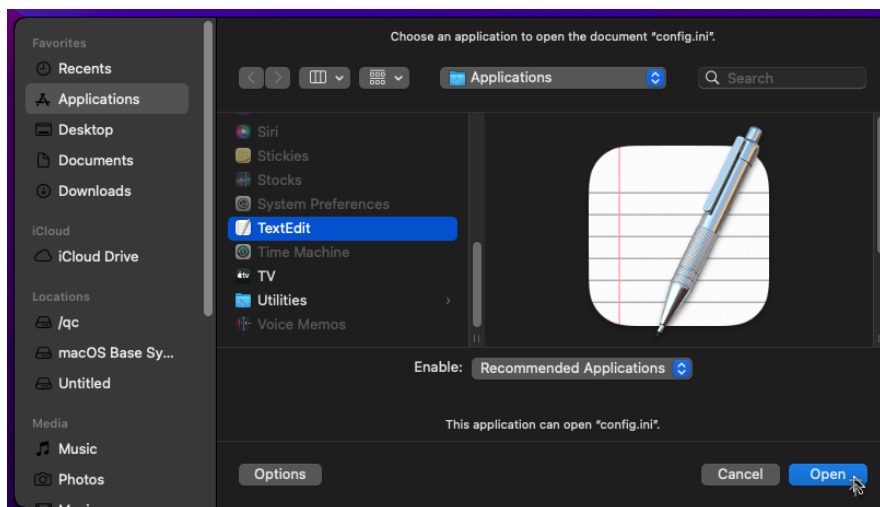 Choose an application to open the document “config.ini”.
Favorites
Recents
Applications
Desktop
Documents
Downloads
iCloud
iCloud Drive
Locations
/qc
macOS Base Sy...
Untitled
Media
Music
Photos
Applications
Search
Siri
Stickies
Stocks
System Preferences
TextEdit
Time Machine
tv TV
Utilities
Voice Memos
Enable: Recommended Applications
This application can open “config.ini”.
Options
Cancel
Open